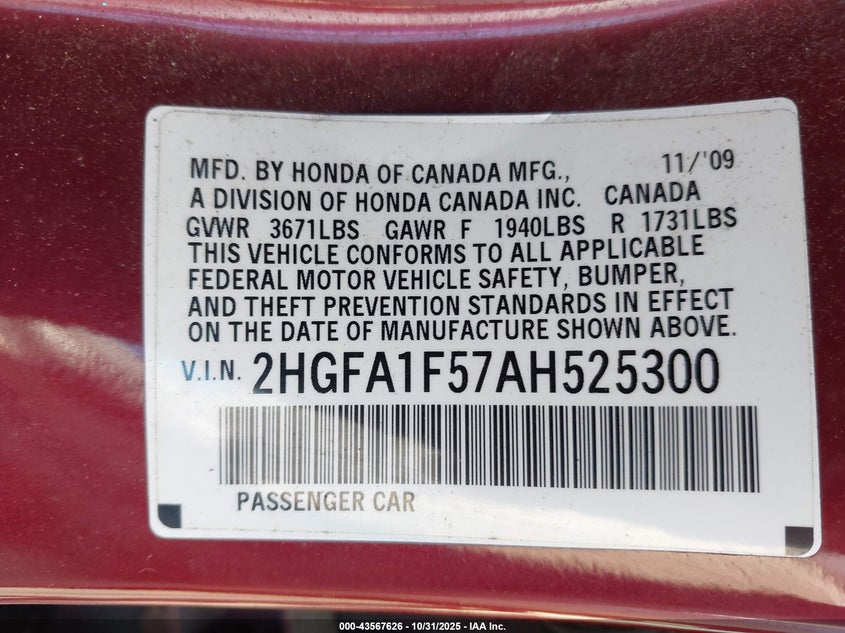 MFD. BY HONDA OF CANADA MFG., 11/'09
A DIVISION OF HONDA CANADA INC. CANADA
GVWR 3671LBS GAWR F 1940LBS R 1731LBS
THIS VEHICLE CONFORMS TO ALL APPLICABLE
FEDERAL MOTOR VEHICLE SAFETY, BUMPER,
AND THEFT PREVENTION STANDARDS IN EFFECT
ON THE DATE OF MANUFACTURE SHOWN ABOVE.
V.I.N. 2HGFA1F57AH525300
PASSENGER CAR
000-43567626 - 10/31/2025 - IAA Inc.